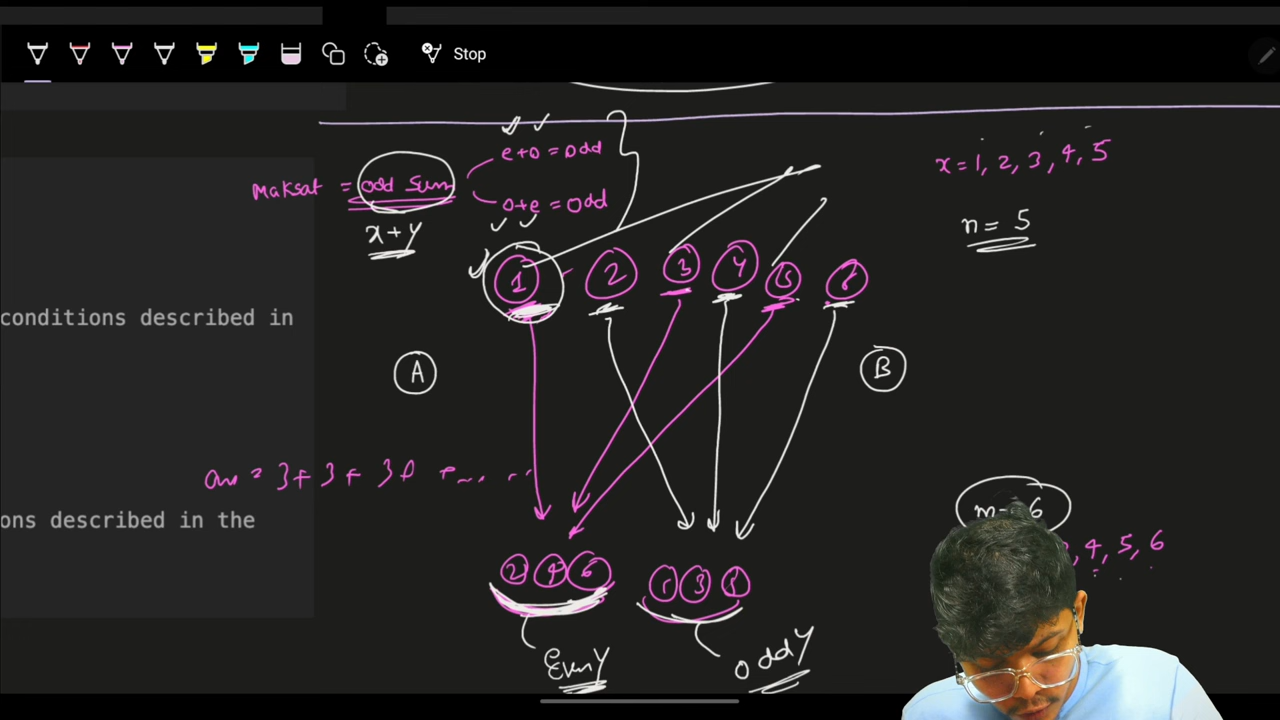 Stop
e+o = odd
x = 1, 2, 3, 4, 5
Maksat = odd sum
o+e = odd
x+y
n = 5
1 2 3 4 5 6
conditions described in
A
B
ons described in the
4, 5, 6
2 4 6
1 3 5
Even y
odd y